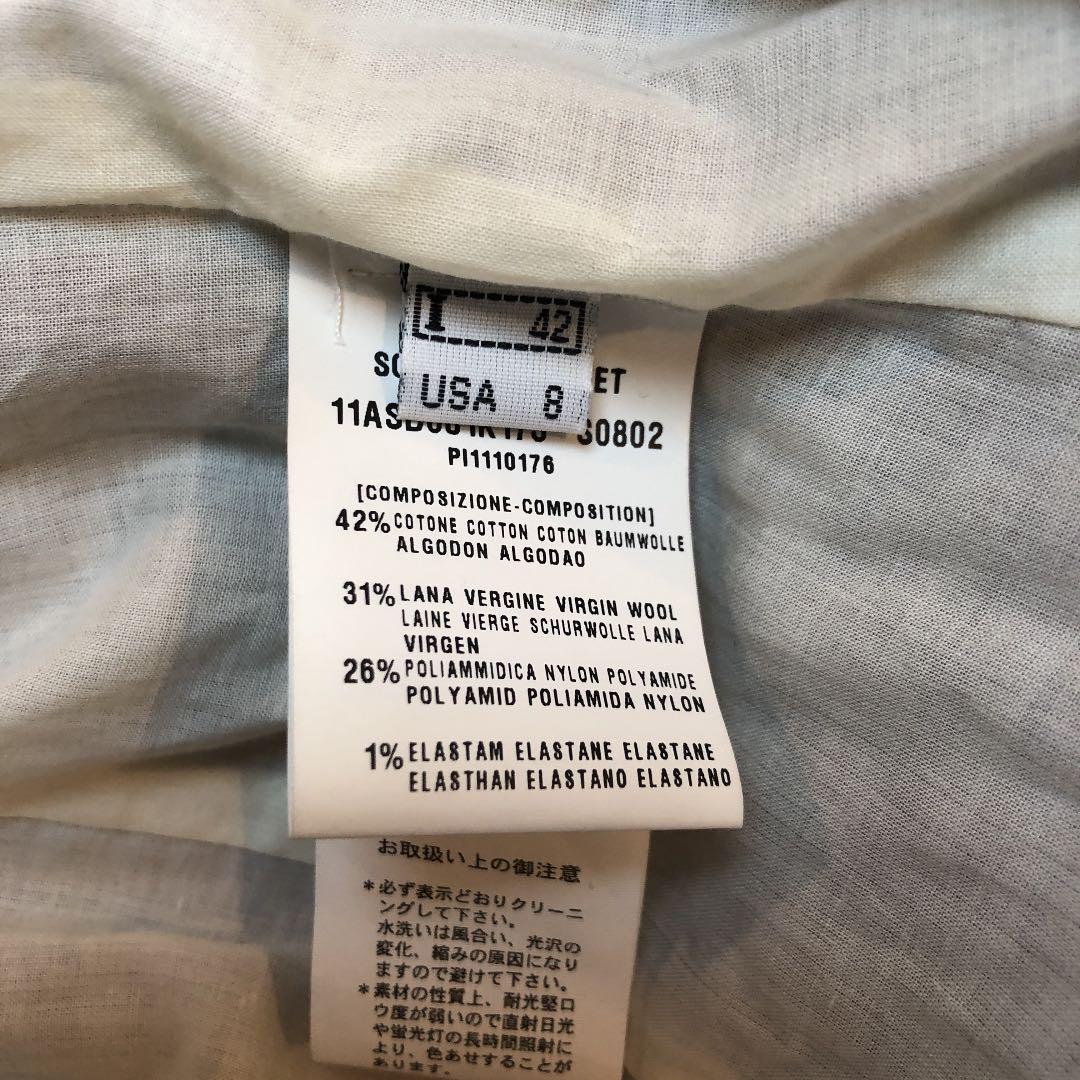 I 42
USA 8
ET
S0802
PI1110176
[COMPOSIZIONE-COMPOSITION]
42% COTONE COTTON COTON BAUMWOLLE
ALGODON ALGODAO
31% LANA VERGINE VIRGIN WOOL
LAINE VIERGE SCHURWOLLE LANA
VIRGEN
26% POLIAMMIDICA NYLON POLYAMIDE
POLYAMID POLIAMIDA NYLON
1% ELASTAM ELASTANE ELASTANE
ELASTHAN ELASTANO ELASTANO
お取扱い上の御注意
*必ず表示どおりクリーニ
ングして下さい。
水洗いは風合い、光沢の
変化、縮みの原因になり
ますので避けて下さい。
*素材の性質上、耐光堅ロ
ウ度が弱いので直射日光
や蛍光灯の長時間照射に
より、色あせすることが
あります。